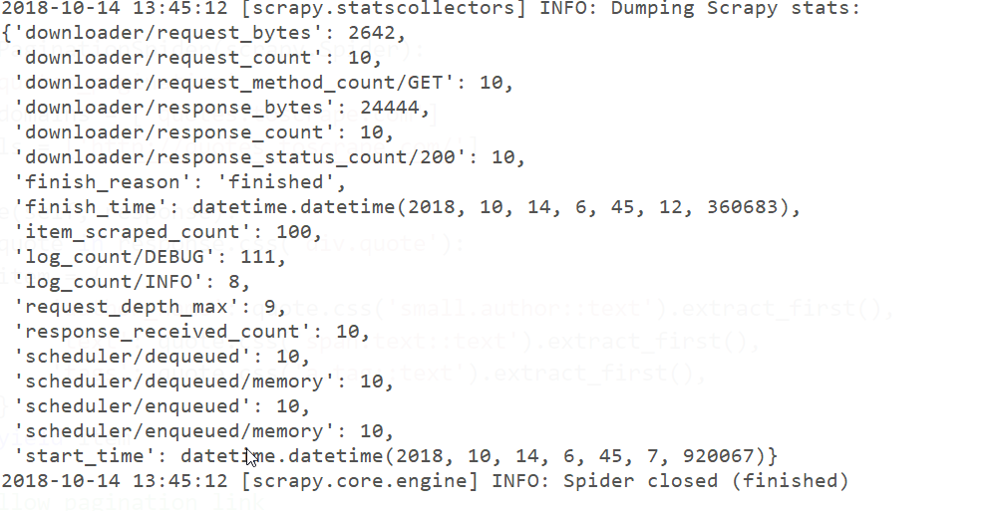 2018-10-14 13:45:12 [scrapy.statscollectors] INFO: Dumping Scrapy stats:
{'downloader/request_bytes': 2642,
'downloader/request_count': 10,
'downloader/request_method_count/GET': 10,
'downloader/response_bytes': 24444,
'downloader/response_count': 10,
'downloader/response_status_count/200': 10,
'finish_reason': 'finished',
'finish_time': datetime.datetime(2018, 10, 14, 6, 45, 12, 360683),
'item_scraped_count': 100,
'log_count/DEBUG': 111,
'log_count/INFO': 8,
'request_depth_max': 9,
'response_received_count': 10,
'scheduler/dequeued': 10,
'scheduler/dequeued/memory': 10,
'scheduler/enqueued': 10,
'scheduler/enqueued/memory': 10,
'start_time': datetime.datetime(2018, 10, 14, 6, 45, 7, 920067)}
2018-10-14 13:45:12 [scrapy.core.engine] INFO: Spider closed (finished)